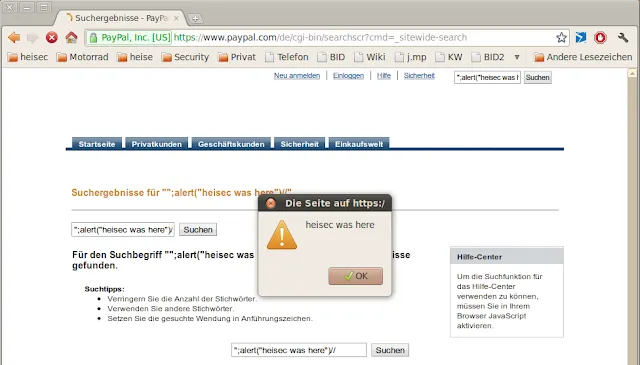 Suchergebnisse - PayPa
PayPal, Inc. [US] https://www.paypal.com/de/cgi-bin/searchscr?cmd=_sitewide-search
heisec Motorrad heise Security Privat Telefon BID Wiki j.mp KW BID2 Andere Lesezeichen
Neu anmelden Einloggen Hilfe Sicherheit ";alert("heisec was h Suchen
Startseite Privatkunden Geschäftskunden Sicherheit Einkaufswelt
Suchergebnisse für "";alert("heisec was here")//"
Die Seite auf https:/
heisec was here
OK
";alert("heisec was here")/ Suchen
Für den Suchbegriff "";alert("heisec was isse
gefunden.
Suchtipps:
Verringern Sie die Anzahl der Stichwörter.
Verwenden Sie andere Stichwörter.
Setzen Sie die gesuchte Wendung in Anführungszeichen.
Hilfe-Center
Um die Suchfunktion für
das Hilfe-Center
verwenden zu können,
müssen Sie in Ihrem
Browser JavaScript
aktivieren.
";alert("heisec was here")// Suchen